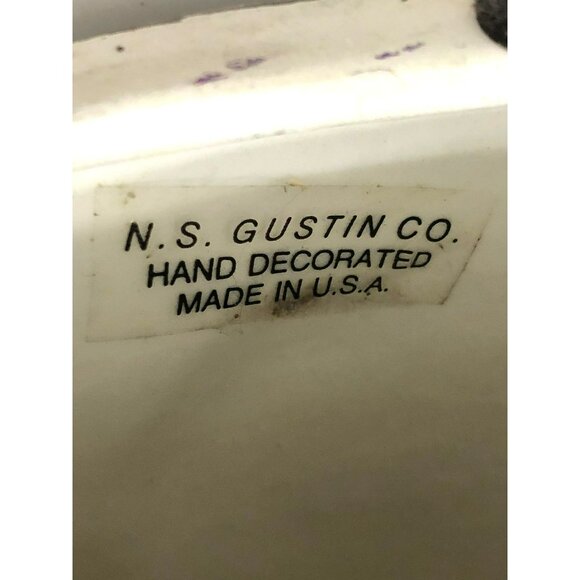 N. S. GUSTIN CO.
HAND DECORATED
MADE IN U.S.A.